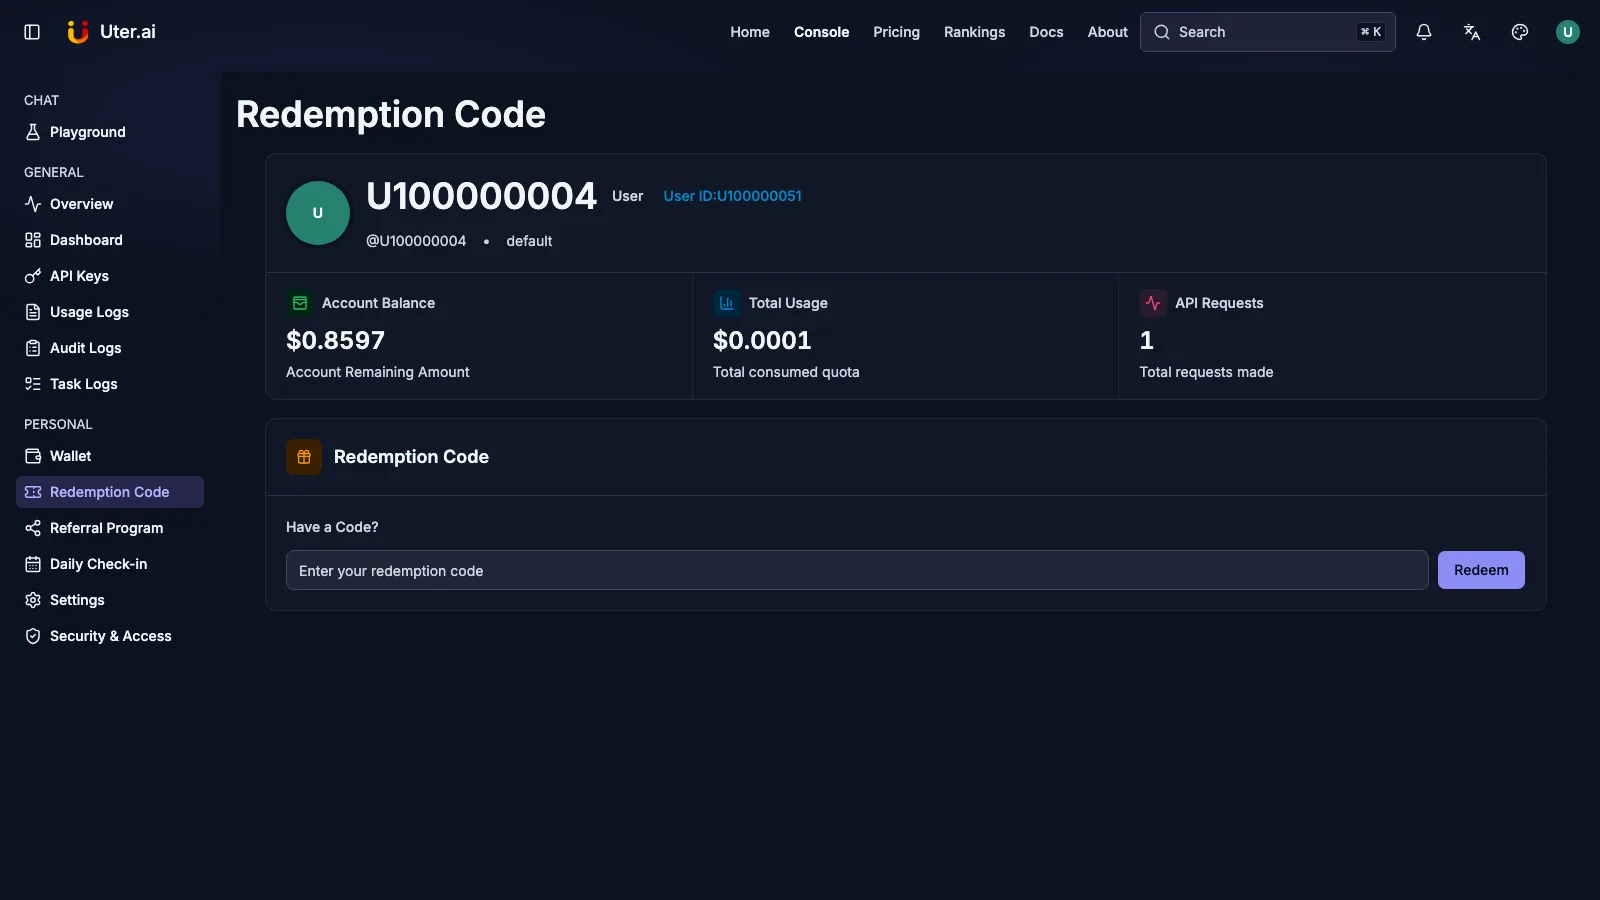 Uter.ai
Home
Console
Pricing
Rankings
Docs
About
Search
⌘ K
U
CHAT
Playground
GENERAL
Overview
Dashboard
API Keys
Usage Logs
Audit Logs
Task Logs
PERSONAL
Wallet
Redemption Code
Referral Program
Daily Check-in
Settings
Security & Access
Redemption Code
U
U100000004 User User ID:U100000051
@U100000004 • default
Account Balance
$0.8597
Account Remaining Amount
Total Usage
$0.0001
Total consumed quota
API Requests
1
Total requests made
Redemption Code
Have a Code?
Enter your redemption code
Redeem